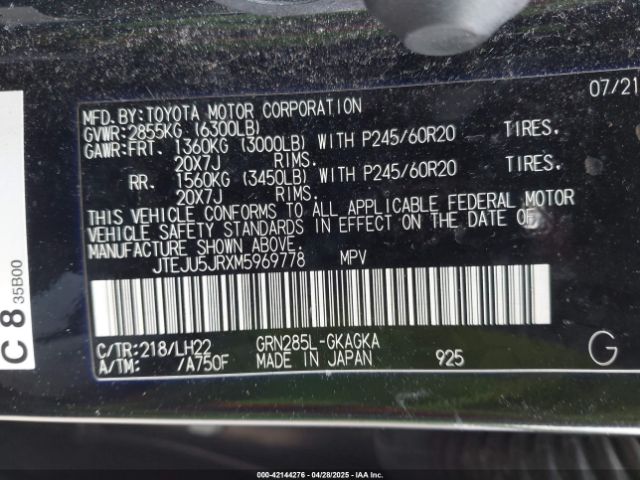 07/21
MFD. BY: TOYOTA MOTOR CORPORATION
GVWR: 2855KG (6300LB)
GAWR: FRT. 1360KG (3000LB) WITH P245/60R20 TIRES.
20X7J RIMS.
RR. 1560KG (3450LB) WITH P245/60R20 TIRES.
20X7J RIMS.
THIS VEHICLE CONFORMS TO ALL APPLICABLE FEDERAL MOTOR
VEHICLE SAFETY STANDARDS IN EFFECT ON THE DATE OF
MANUFACTURE SHOWN ABOVE.
JTEJU5JRXM5969778 MPV
C/TR: 218/LH22 GRN285L-GKAGKA
A/TM: /A750F MADE IN JAPAN 925
G
C 8 35B00
000-42144276 - 04/28/2025 - IAA Inc.